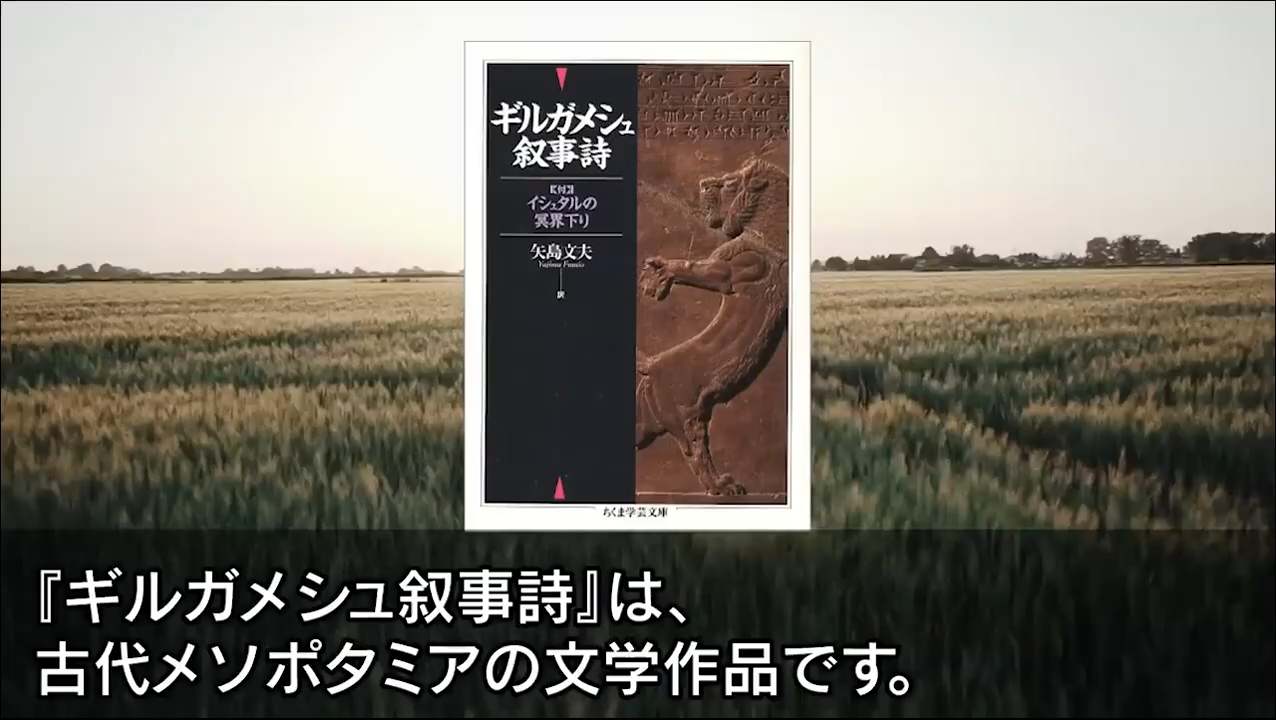 ギルガメシュ
叙事詩
【付】
イシュタルの
冥界下り
矢島文夫
Yajima Fumio
訳
ちくま学芸文庫
『ギルガメシュ叙事詩』は、
古代メソポタミアの文学作品です。